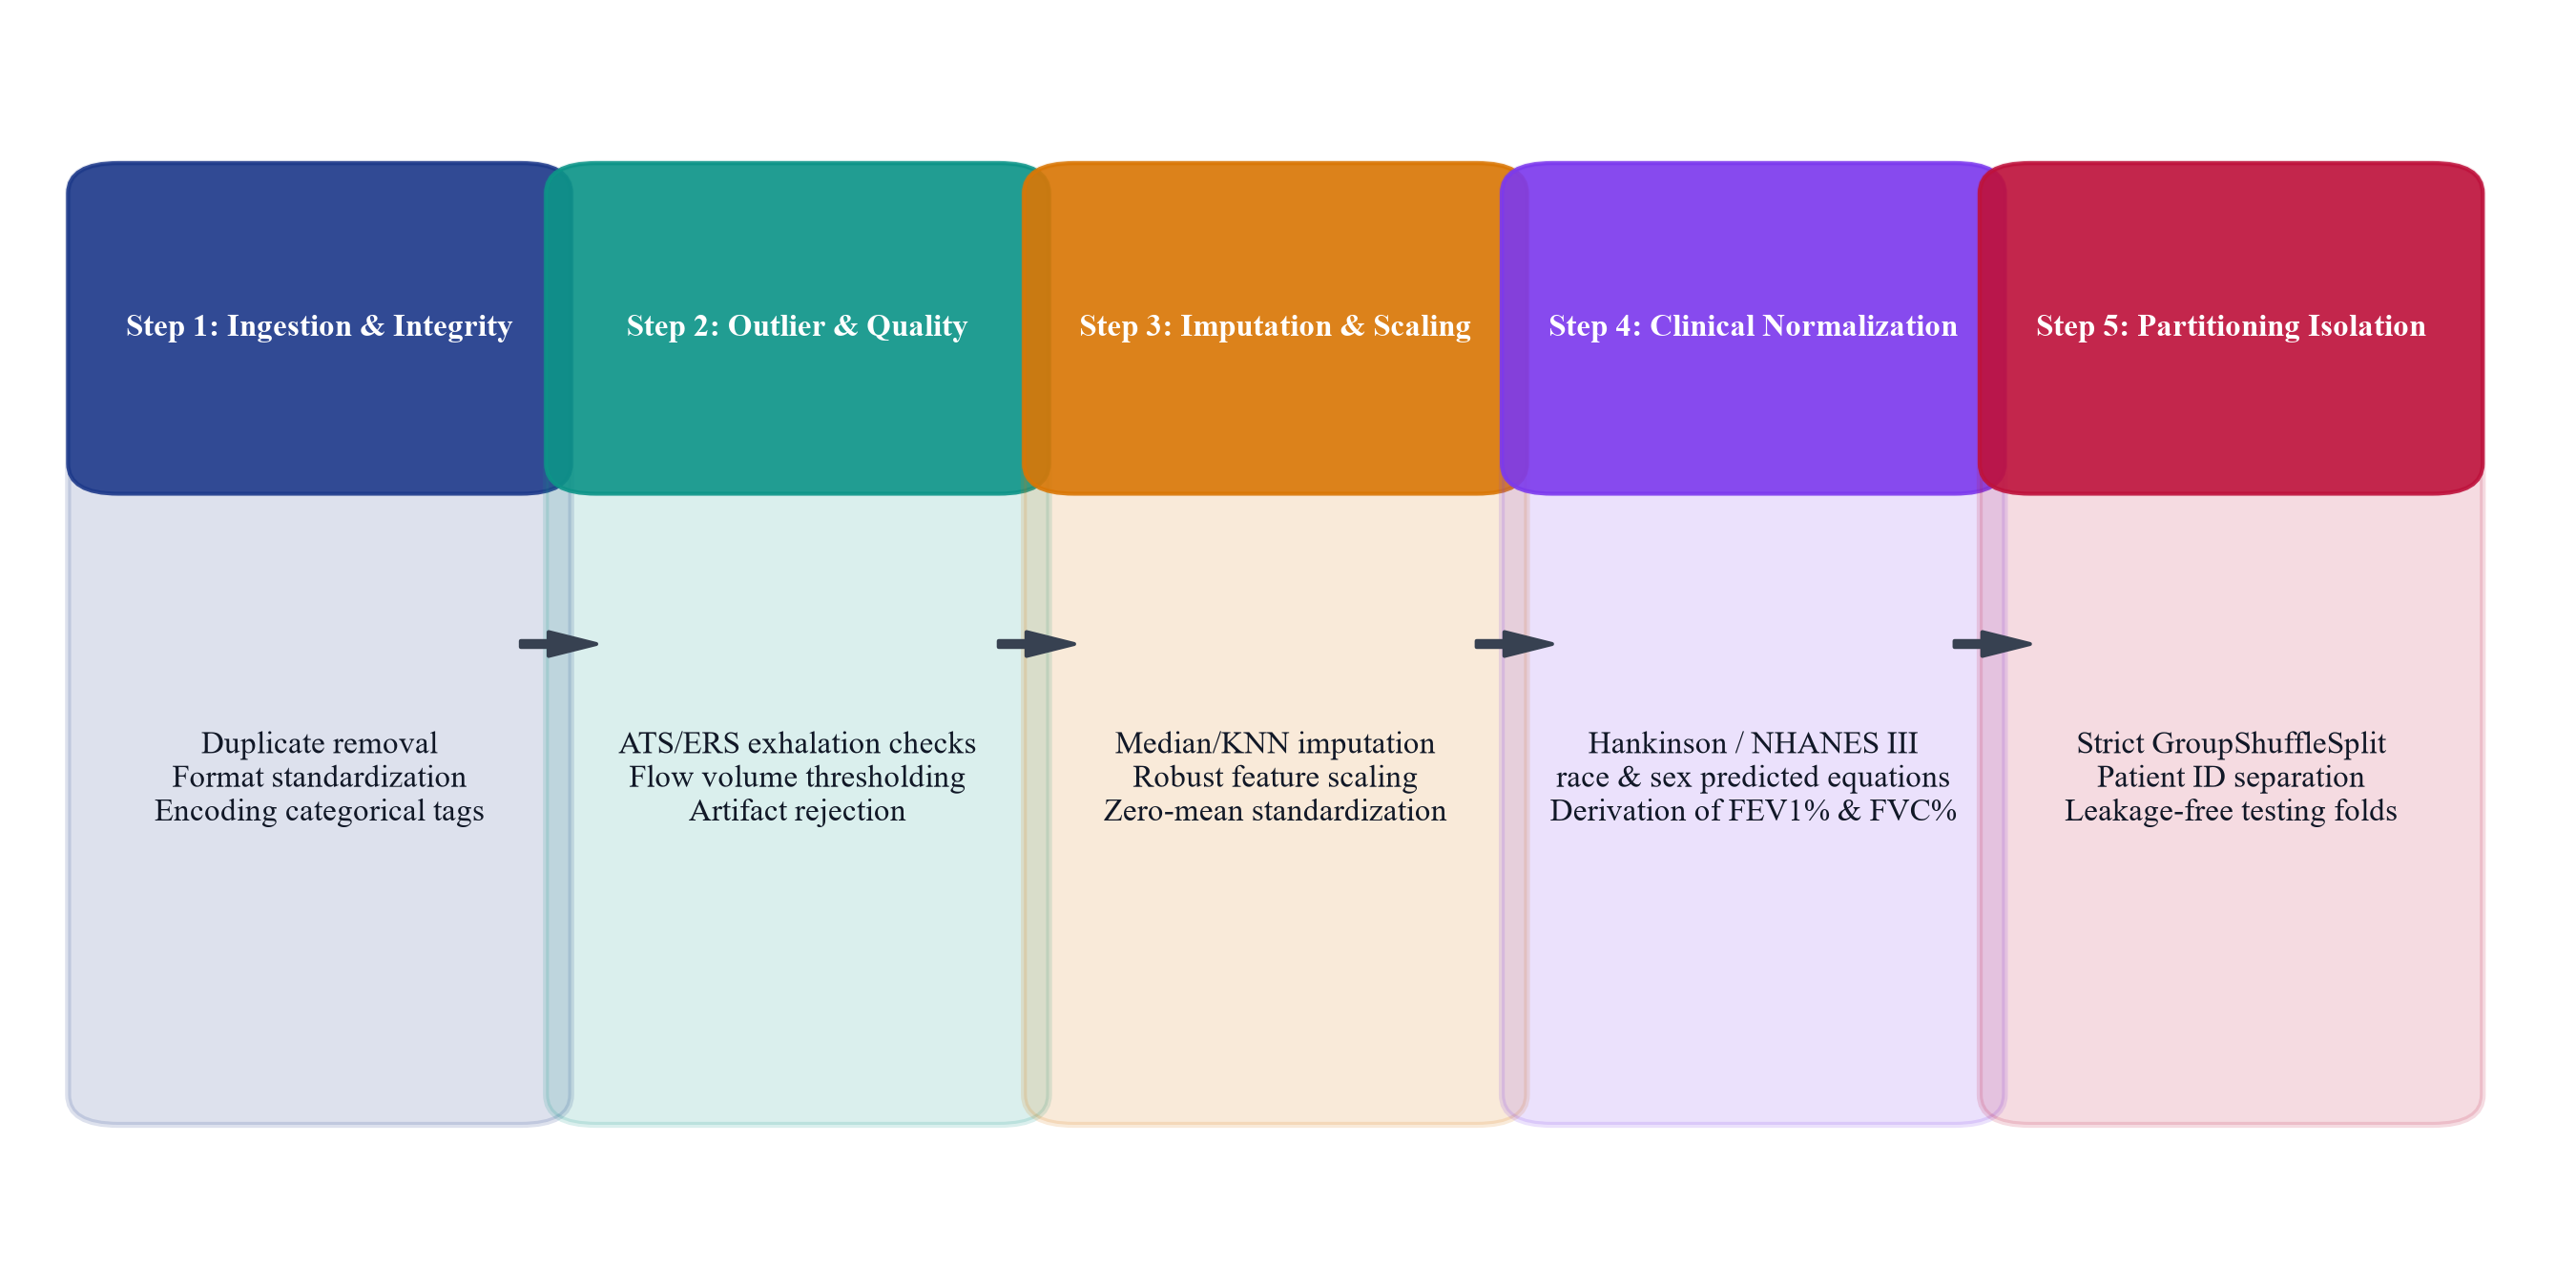 Step 1: Ingestion & Integrity
Duplicate removal
Format standardization
Encoding categorical tags
Step 2: Outlier & Quality
ATS/ERS exhalation checks
Flow volume thresholding
Artifact rejection
Step 3: Imputation & Scaling
Median/KNN imputation
Robust feature scaling
Zero-mean standardization
Step 4: Clinical Normalization
Hankinson / NHANES III
race & sex predicted equations
Derivation of FEV1% & FVC%
Step 5: Partitioning Isolation
Strict GroupShuffleSplit
Patient ID separation
Leakage-free testing folds